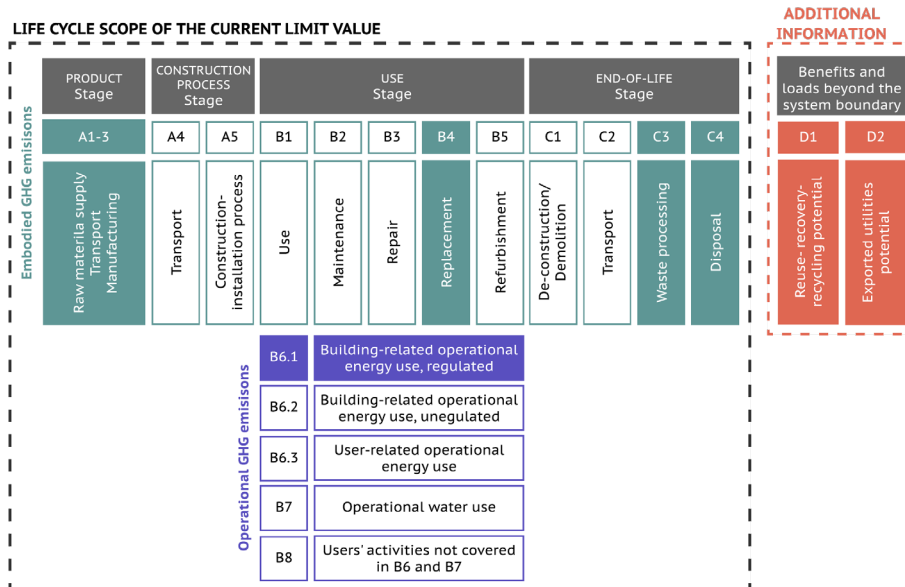 LIFE CYCLE SCOPE OF THE CURRENT LIMIT VALUE
ADDITIONAL
INFORMATION
PRODUCT
Stage
CONSTRUCTION
PROCESS
Stage
USE
Stage
END-OF-LIFE
Stage
Benefits and
loads beyond the
system boundary
Embodied GHG emisisons
A1-3
A4
A5
B1
B2
B3
B4
B5
C1
C2
C3
C4
D1
D2
Raw materila supply
Transport
Manufacturing
Transport
Constuction-
installation process
Use
Maintenance
Repair
Replacement
Refurbishment
De-construction/
Demolition
Transport
Waste processing
Disposal
Reuse- recovery-
recycling potential
Exported utilities
potential
Operational GHG emisisons
B6.1
Building-related operational
energy use, regulated
B6.2
Building-related operational
energy use, unegulated
B6.3
User-related operational
energy use
B7
Operational water use
B8
Users' activities not covered
in B6 and B7